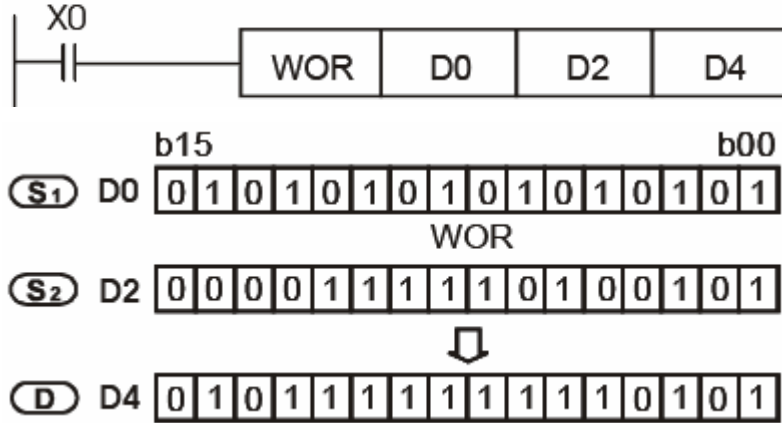 X0
WOR D0 D2 D4
b15 b00
S1 D0 0 1 0 1 0 1 0 1 0 1 0 1 0 1 0 1
WOR
S2 D2 0 0 0 0 1 1 1 1 1 0 1 0 0 1 0 1
D D4 0 1 0 1 1 1 1 1 1 1 1 1 0 1 0 1